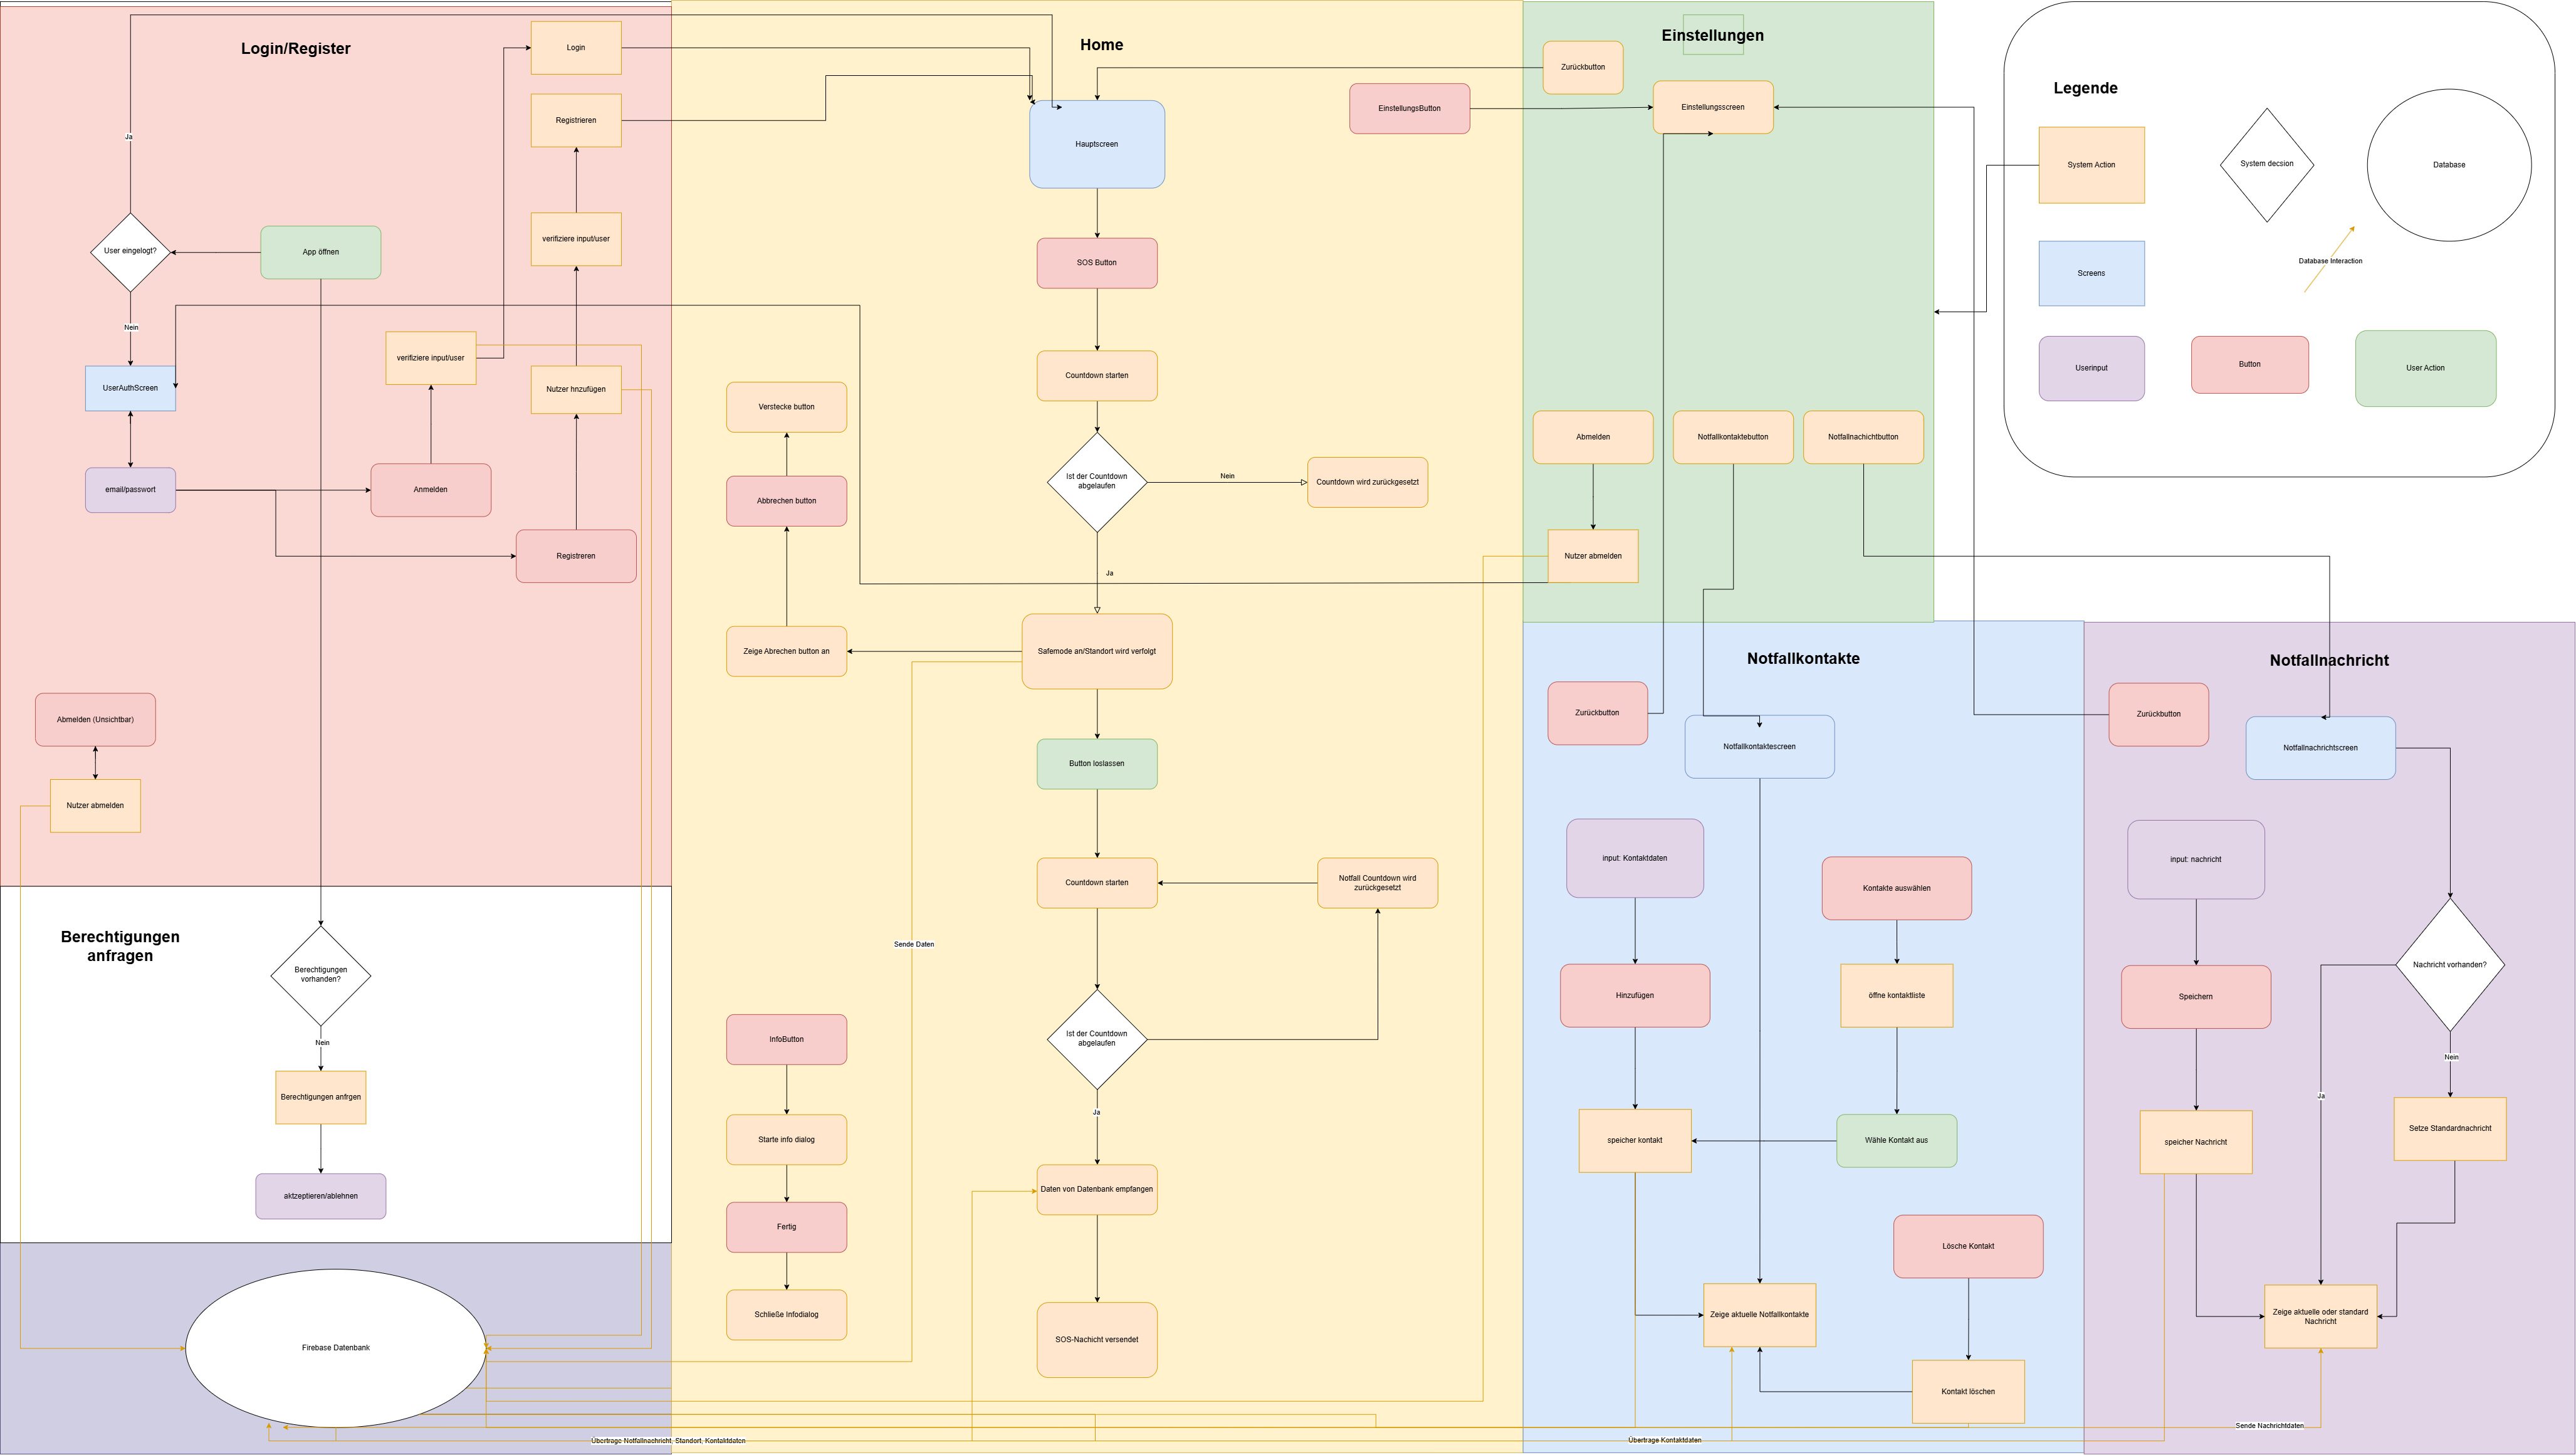 Login/Register
Login
Registrieren
verifiziere input/user
Ja
User eingelogt?
App öffnen
Nein
UserAuthScreen
verifiziere input/user
Nutzer hnzufügen
email/passwort
Anmelden
Registreren
Abmelden (Unsichtbar)
Nutzer abmelden
Berechtigungen
anfragen
Berechtigungen
vorhanden?
Nein
Berechtigungen anfrgen
aktzeptieren/ablehnen
Firebase Datenbank
Home
Hauptscreen
EinstellungsButton
SOS Button
Countdown starten
Verstecke button
Ist der Countdown
abgelaufen
Nein
Countdown wird zurückgesetzt
Abbrechen button
Ja
Zeige Abrechen button an
Safemode an/Standort wird verfolgt
Button loslassen
Countdown starten
Notfall Countdown wird
zurückgesetzt
Sende Daten
Ist der Countdown
abgelaufen
InfoButton
Ja
Starte info dialog
Daten von Datenbank empfangen
Fertig
Schließe Infodialog
SOS-Nachicht versendet
Übertrage Notfallnachricht, Standort, Kontaktdaten
Einstellungen
Zurückbutton
Einstellungsscreen
Abmelden
Notfallkontaktebutton
Notfallnachichtbutton
Nutzer abmelden
Legende
System Action
System decsion
Database
Database Interaction
Screens
Userinput
Button
User Action
Notfallkontakte
Zurückbutton
Notfallkontaktescreen
input: Kontaktdaten
Kontakte auswählen
Hinzufügen
öffne kontaktliste
speicher kontakt
Wähle Kontakt aus
Lösche Kontakt
Zeige aktuelle Notfallkontakte
Kontakt löschen
Übertrage Kontaktdaten
Notfallnachricht
Zurückbutton
Notfallnachrichtscreen
input: nachricht
Nachricht vorhanden?
Speichern
Nein
Ja
Setze Standardnachricht
speicher Nachricht
Zeige aktuelle oder standard
Nachricht
Sende Nachrichtdaten